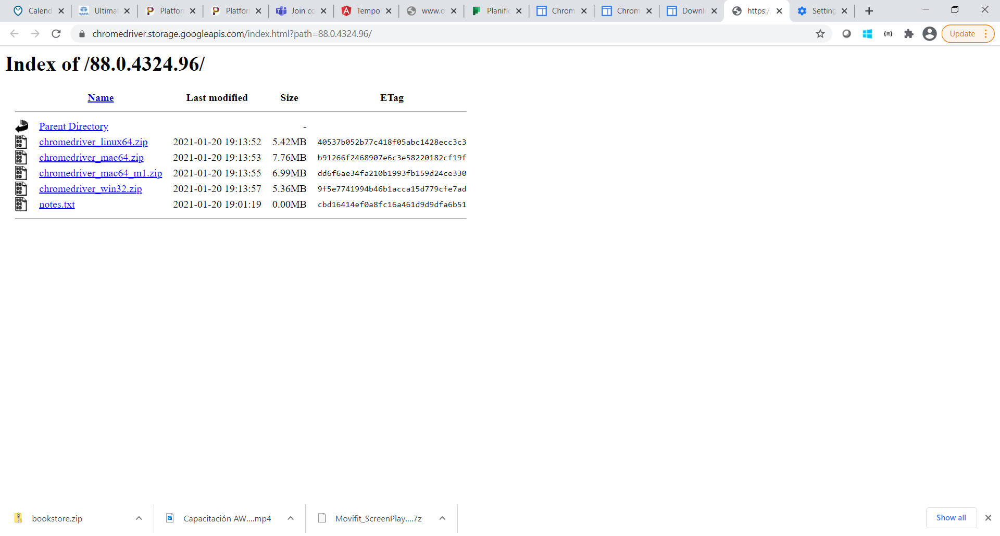 Calend Ultimat Platfor Platfor Join co Tempo www.o Planific Chrom Chrom Downl https:/ Setting
chromedriver.storage.googleapis.com/index.html?path=88.0.4324.96/ Update
Index of /88.0.4324.96/
Name Last modified Size ETag
Parent Directory -
chromedriver_linux64.zip 2021-01-20 19:13:52 5.42MB 40537b052b77c418f05abc1428ecc3c3
chromedriver_mac64.zip 2021-01-20 19:13:53 7.76MB b91266f2468907e6c3e58220182cf19f
chromedriver_mac64_m1.zip 2021-01-20 19:13:55 6.99MB dd6f6ae34fa210b1993fb159d24ce330
chromedriver_win32.zip 2021-01-20 19:13:57 5.36MB 9f5e7741994b46b1acca15d779cfe7ad
notes.txt 2021-01-20 19:01:19 0.00MB cbd16414ef0a8fc16a461d9d9dfa6b51
bookstore.zip Capacitación AW....mp4 Movifit_ScreenPlay....7z Show all